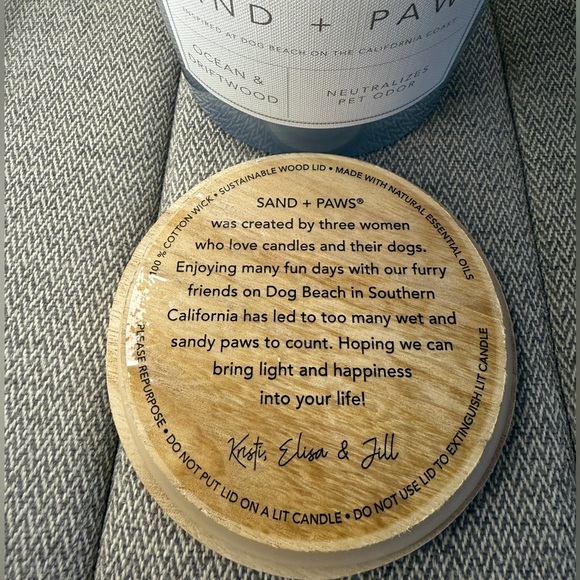 AND + PAW
INSPIRED AT DOG BEACH ON THE CALIFORNIA COAST
OCEAN &
DRIFTWOOD
NEUTRALIZES
PET ODOR
100 % COTTON WICK • SUSTAINABLE WOOD LID • MADE WITH NATURAL ESSENTIAL OILS
SAND + PAWS®
was created by three women
who love candles and their dogs.
Enjoying many fun days with our furry
friends on Dog Beach in Southern
California has led to too many wet and
sandy paws to count. Hoping we can
bring light and happiness
into your life!
Kristi, Elisa & Jill
PLEASE REPURPOSE • DO NOT PUT LID ON A LIT CANDLE • DO NOT USE LID TO EXTINGUISH LIT CANDLE